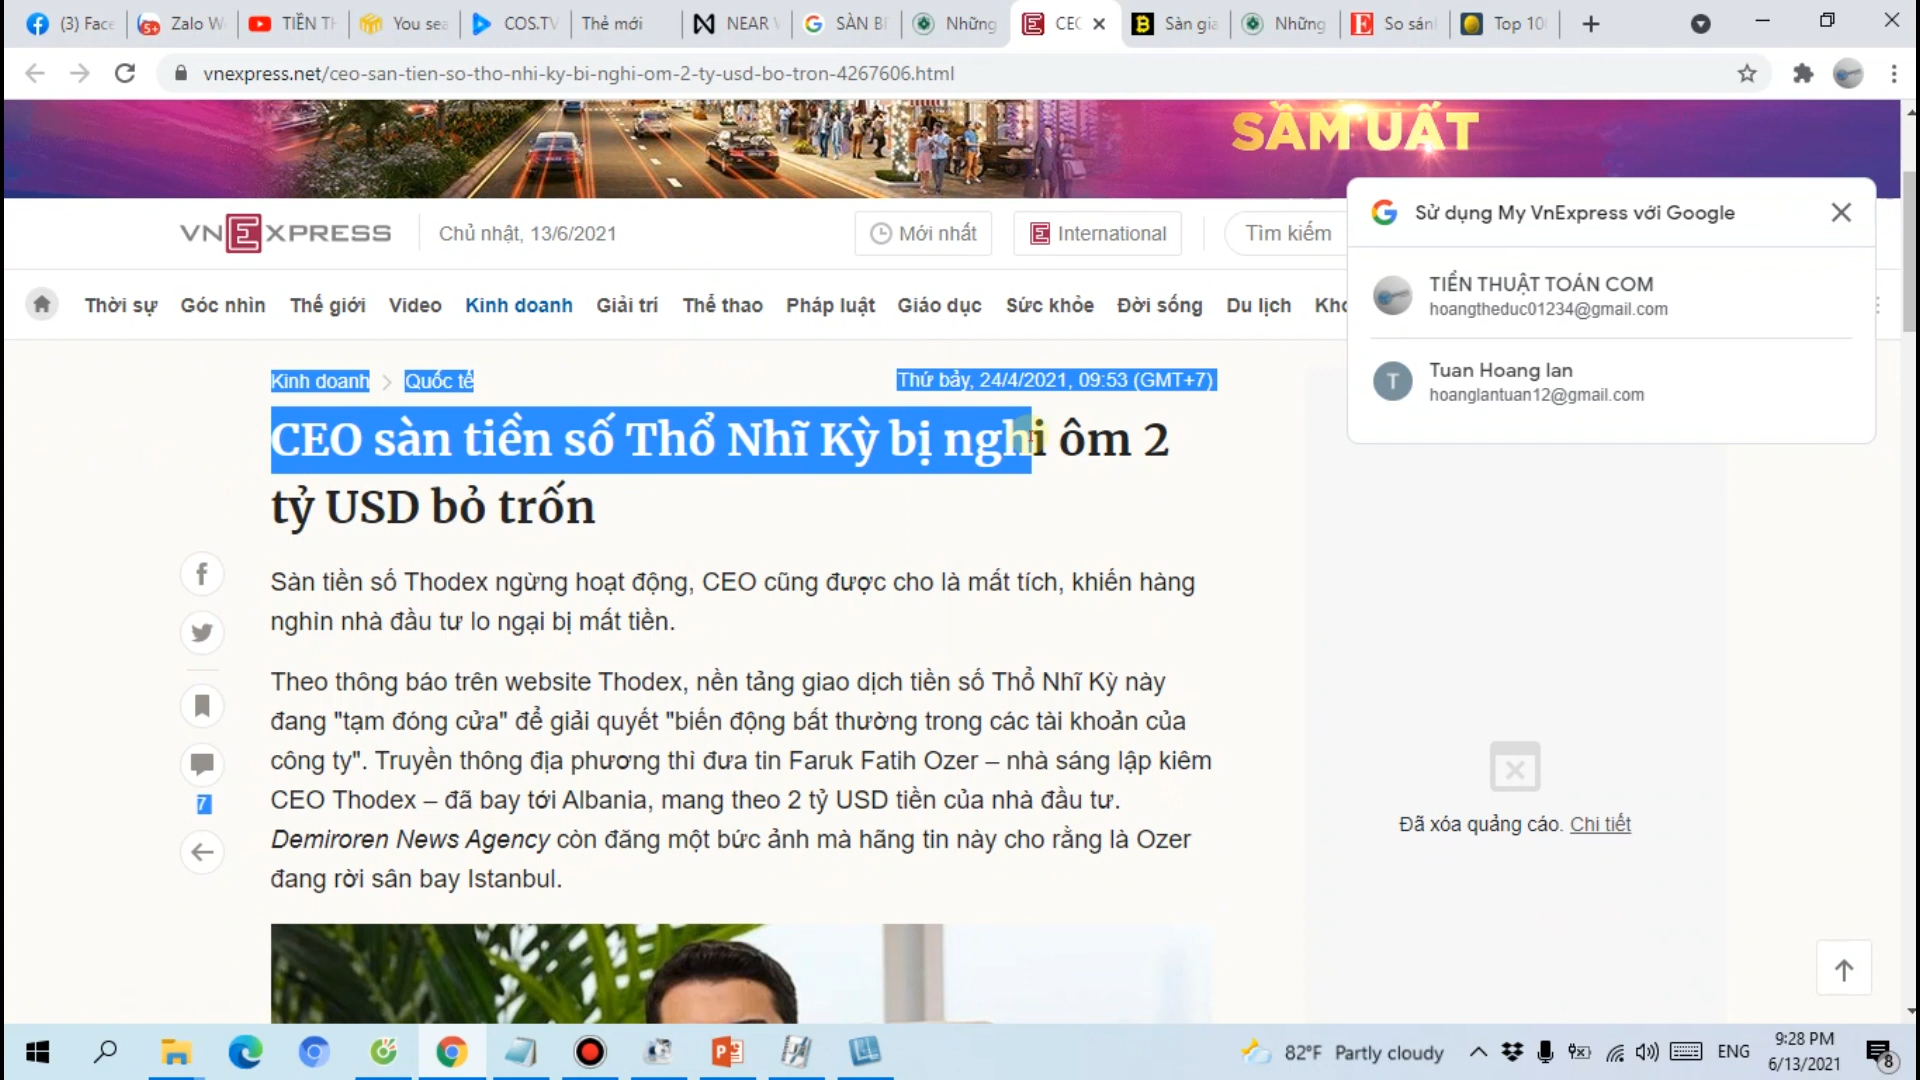 (3) Face
Zalo W
TIỀN TH
You sea
COS.TV
Thẻ mới
NEAR
SÀN BI
Những
CEO
Sàn gia
Những
So sánh
Top 10
vnexpress.net/ceo-san-tien-so-tho-nhi-ky-bi-nghi-om-2-ty-usd-bo-tron-4267606.html
SẦM UẤT
VNEXPRESS
Chủ nhật, 13/6/2021
Mới nhất
International
Tìm kiếm
Sử dụng My VnExpress với Google
TIỀN THUẬT TOÁN COM
hoangtheduc01234@gmail.com
T
Tuan Hoang lan
hoanglantuan12@gmail.com
Thời sự Góc nhìn Thế giới Video Kinh doanh Giải trí Thể thao Pháp luật Giáo dục Sức khỏe Đời sống Du lịch Kho
Kinh doanh > Quốc tế
Thứ bảy, 24/4/2021, 09:53 (GMT+7)
CEO sàn tiền số Thổ Nhĩ Kỳ bị nghi ôm 2
tỷ USD bỏ trốn
Sàn tiền số Thodex ngừng hoạt động, CEO cũng được cho là mất tích, khiến hàng
nghìn nhà đầu tư lo ngại bị mất tiền.
Theo thông báo trên website Thodex, nền tảng giao dịch tiền số Thổ Nhĩ Kỳ này
đang "tạm đóng cửa" để giải quyết "biến động bất thường trong các tài khoản của
công ty". Truyền thông địa phương thì đưa tin Faruk Fatih Ozer – nhà sáng lập kiêm
CEO Thodex – đã bay tới Albania, mang theo 2 tỷ USD tiền của nhà đầu tư.
Demiroren News Agency còn đăng một bức ảnh mà hãng tin này cho rằng là Ozer
đang rời sân bay Istanbul.
7
Đã xóa quảng cáo. Chi tiết
82°F Partly cloudy
ENG
9:28 PM
6/13/2021
8